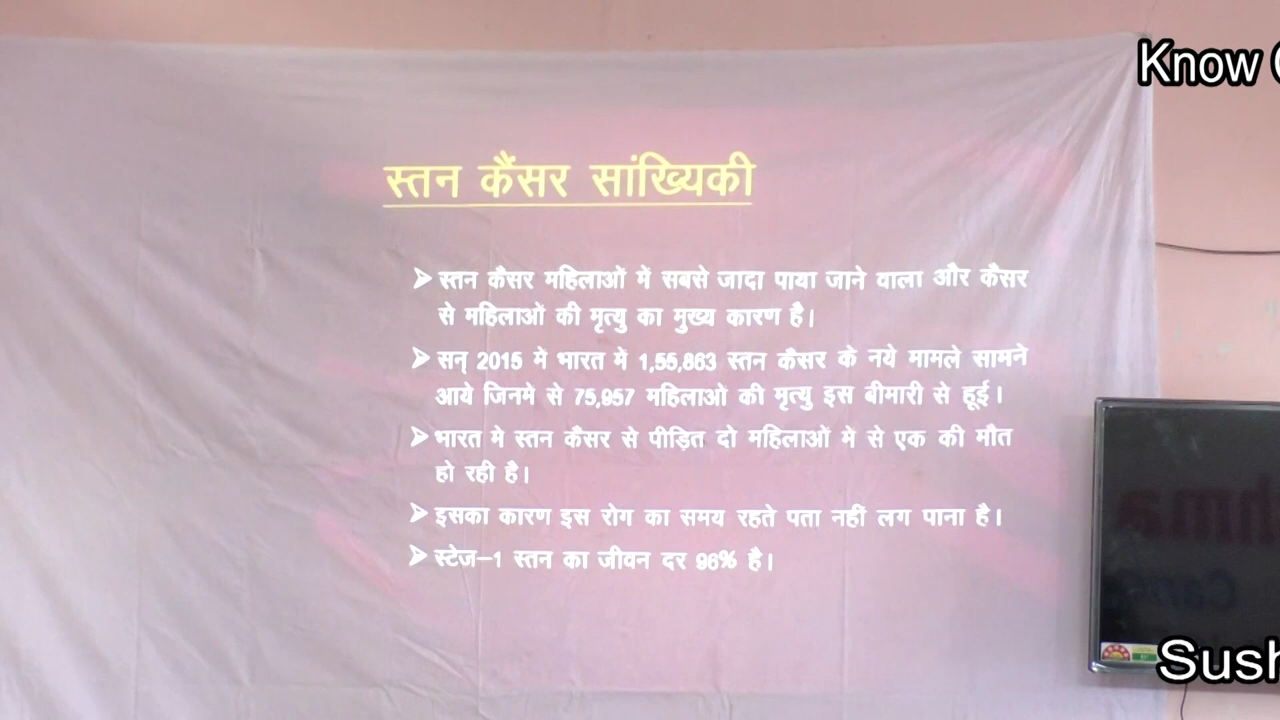 Know
स्तन कैंसर सांख्यिकी
➢ स्तन कैंसर महिलाओं में सबसे जादा पाया जाने वाला और कैंसर
से महिलाओं की मृत्यु का मुख्य कारण है।
➢ सन् 2015 मे भारत मे 1,55,863 स्तन कैंसर के नये मामले सामने
आये जिनमे से 75,957 महिलाओ की मृत्यु इस बीमारी से हूई।
➢ भारत मे स्तन कैंसर से पीड़ित दो महिलाओं मे से एक की मौत
हो रही है।
➢ इसका कारण इस रोग का समय रहते पता नहीं लग पाना है।
➢ स्टेज-1 स्तन का जीवन दर 96% है।
Sush